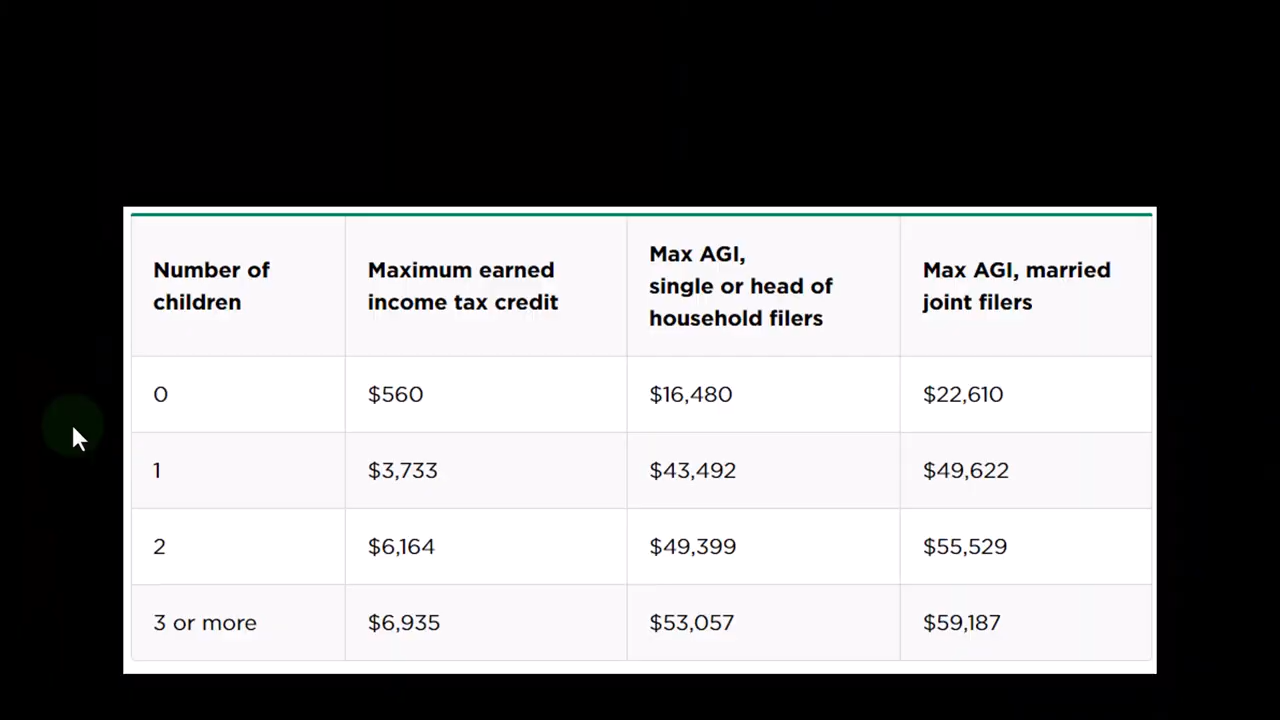 Number of children
Maximum earned income tax credit
Max AGI, single or head of household filers
Max AGI, married joint filers
0 $560 $16,480 $22,610
1 $3,733 $43,492 $49,622
2 $6,164 $49,399 $55,529
3 or more $6,935 $53,057 $59,187